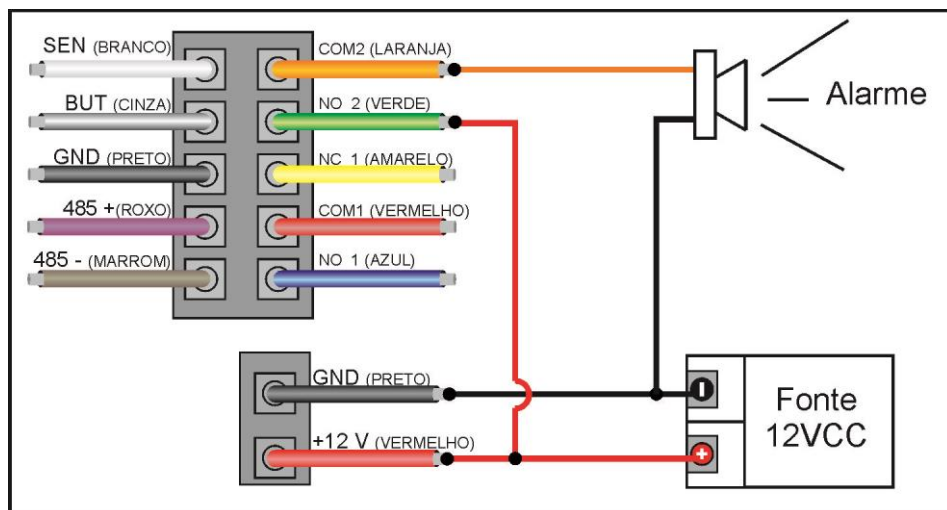 SEN (BRANCO)
BUT (CINZA)
GND (PRETO)
485 +(ROXO)
485 - (MARROM)
COM2 (LARANJA)
NO 2 (VERDE)
NC 1 (AMARELO)
COM1 (VERMELHO)
NO 1 (AZUL)
Alarme
GND (PRETO)
+12 V (VERMELHO)
Fonte
12VCC